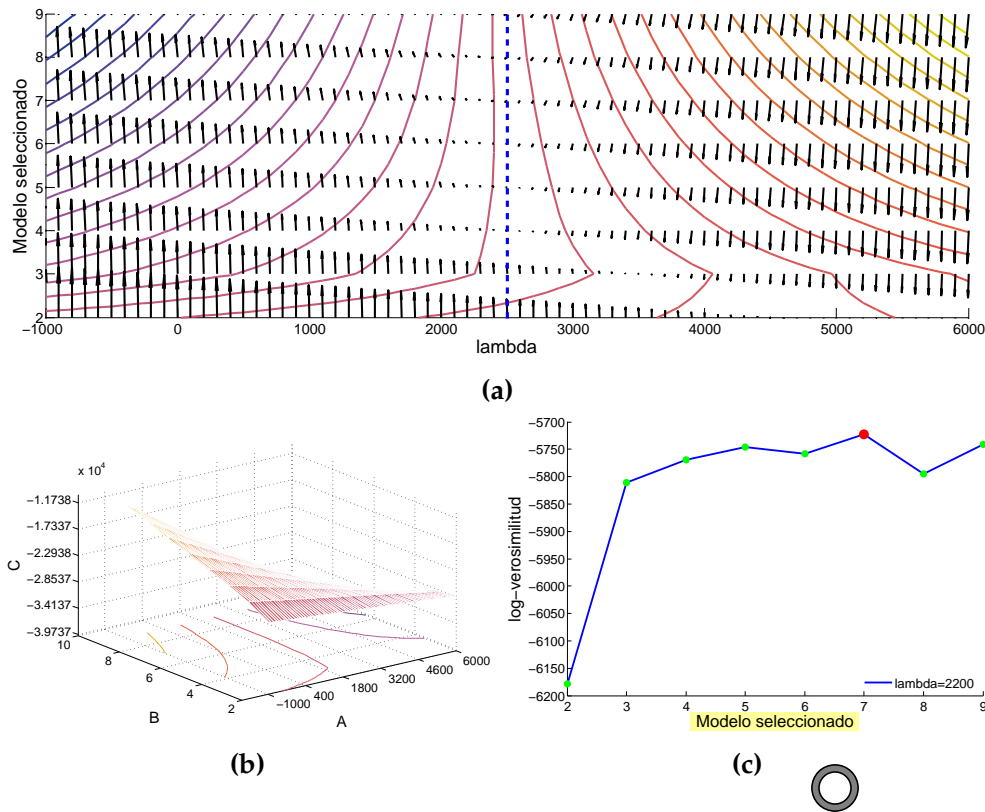 9
8
7
6
5
4
3
2
Modelo seleccionado
−1000 0 1000 2000 3000 4000 5000 6000
lambda
(a)
x 10^4
−1.1738
−1.7337
−2.2938
−2.8537
−3.4137
−3.9737
C
10
8
6
4
2
B
−1000 400 1800 3200 4600 6000
A
(b)
−5700
−5750
−5800
−5850
−5900
−5950
−6000
−6050
−6100
−6150
−6200
log−verosimilitud
lambda=2200
2 3 4 5 6 7 8 9
Modelo seleccionado
(c)